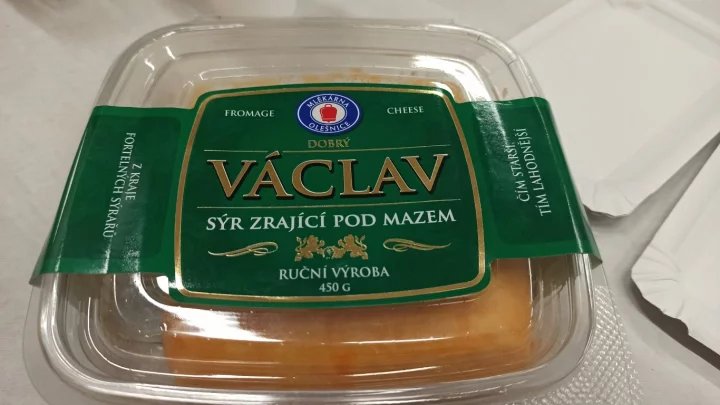 FROMAGE
MLÉKÁRNA
OLEŠNICE
CHEESE
DOBRÝ
VÁCLAV
SÝR ZRAJÍCÍ POD MAZEM
RUČNÍ VÝROBA
450 G
Z KRAJE
FORTELNÝCH SÝRAŘŮ
ČÍM STARŠÍ,
TÍM LAHODNĚJŠÍ